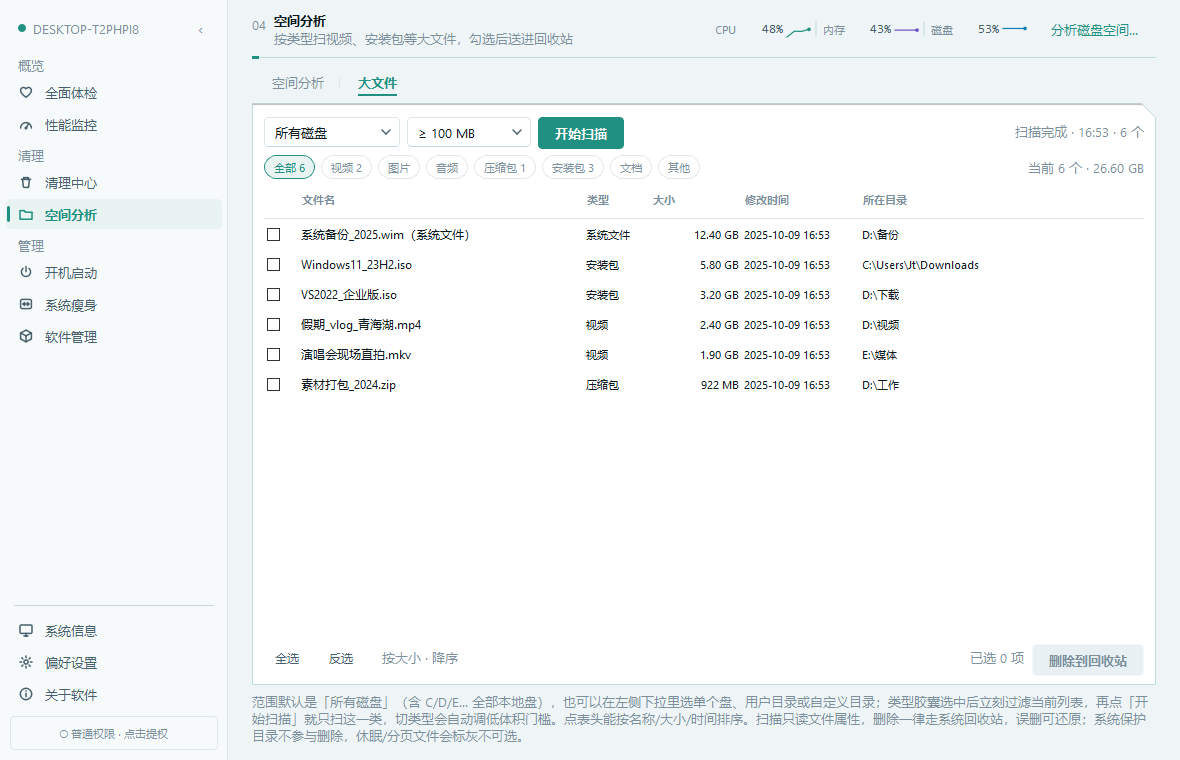 DESKTOP-T2PHPI8
概览
全面体检
性能监控
清理
清理中心
空间分析
管理
开机启动
系统瘦身
软件管理
系统信息
偏好设置
关于软件
普通权限 · 点击提权
04 空间分析
按类型扫视频、安装包等大文件，勾选后送进回收站
CPU 48% 内存 43% 磁盘 53% 分析磁盘空间...
空间分析 大文件
所有磁盘 ≥ 100 MB 开始扫描 扫描完成 · 16:53 · 6 个
全部 6 视频 2 图片 音频 压缩包 1 安装包 3 文档 其他 当前 6 个 · 26.60 GB
文件名 类型 大小 修改时间 所在目录
系统备份_2025.wim（系统文件） 系统文件 12.40 GB 2025-10-09 16:53 D:\备份
Windows11_23H2.iso 安装包 5.80 GB 2025-10-09 16:53 C:\Users\Jt\Downloads
VS2022_企业版.iso 安装包 3.20 GB 2025-10-09 16:53 D:\下载
假期_vlog_青海湖.mp4 视频 2.40 GB 2025-10-09 16:53 D:\视频
演唱会现场直拍.mkv 视频 1.90 GB 2025-10-09 16:53 E:\媒体
素材打包_2024.zip 压缩包 922 MB 2025-10-09 16:53 D:\工作
全选 反选 按大小 · 降序 已选 0 项 删除到回收站
范围默认是「所有磁盘」（含 C/D/E... 全部本地盘），也可以在左侧下拉里选单个盘、用户目录或自定义目录；类型胶囊选中后立刻过滤当前列表，再点「开
始扫描」就只扫这一类，切类型会自动调低体积门槛。点表头能按名称/大小/时间排序。扫描只读文件属性，删除一律走系统回收站，误删可还原；系统保护
目录不参与删除，休眠/分页文件会标灰不可选。